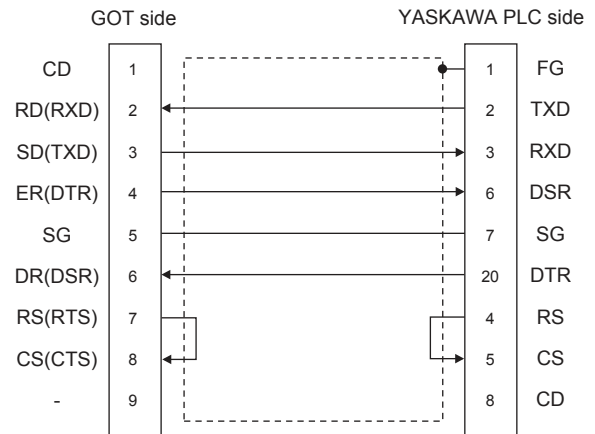 GOT side YASKAWA PLC side
CD 1 1 FG
RD(RXD) 2 2 TXD
SD(TXD) 3 3 RXD
ER(DTR) 4 6 DSR
SG 5 7 SG
DR(DSR) 6 20 DTR
RS(RTS) 7 4 RS
CS(CTS) 8 5 CS
- 9 8 CD